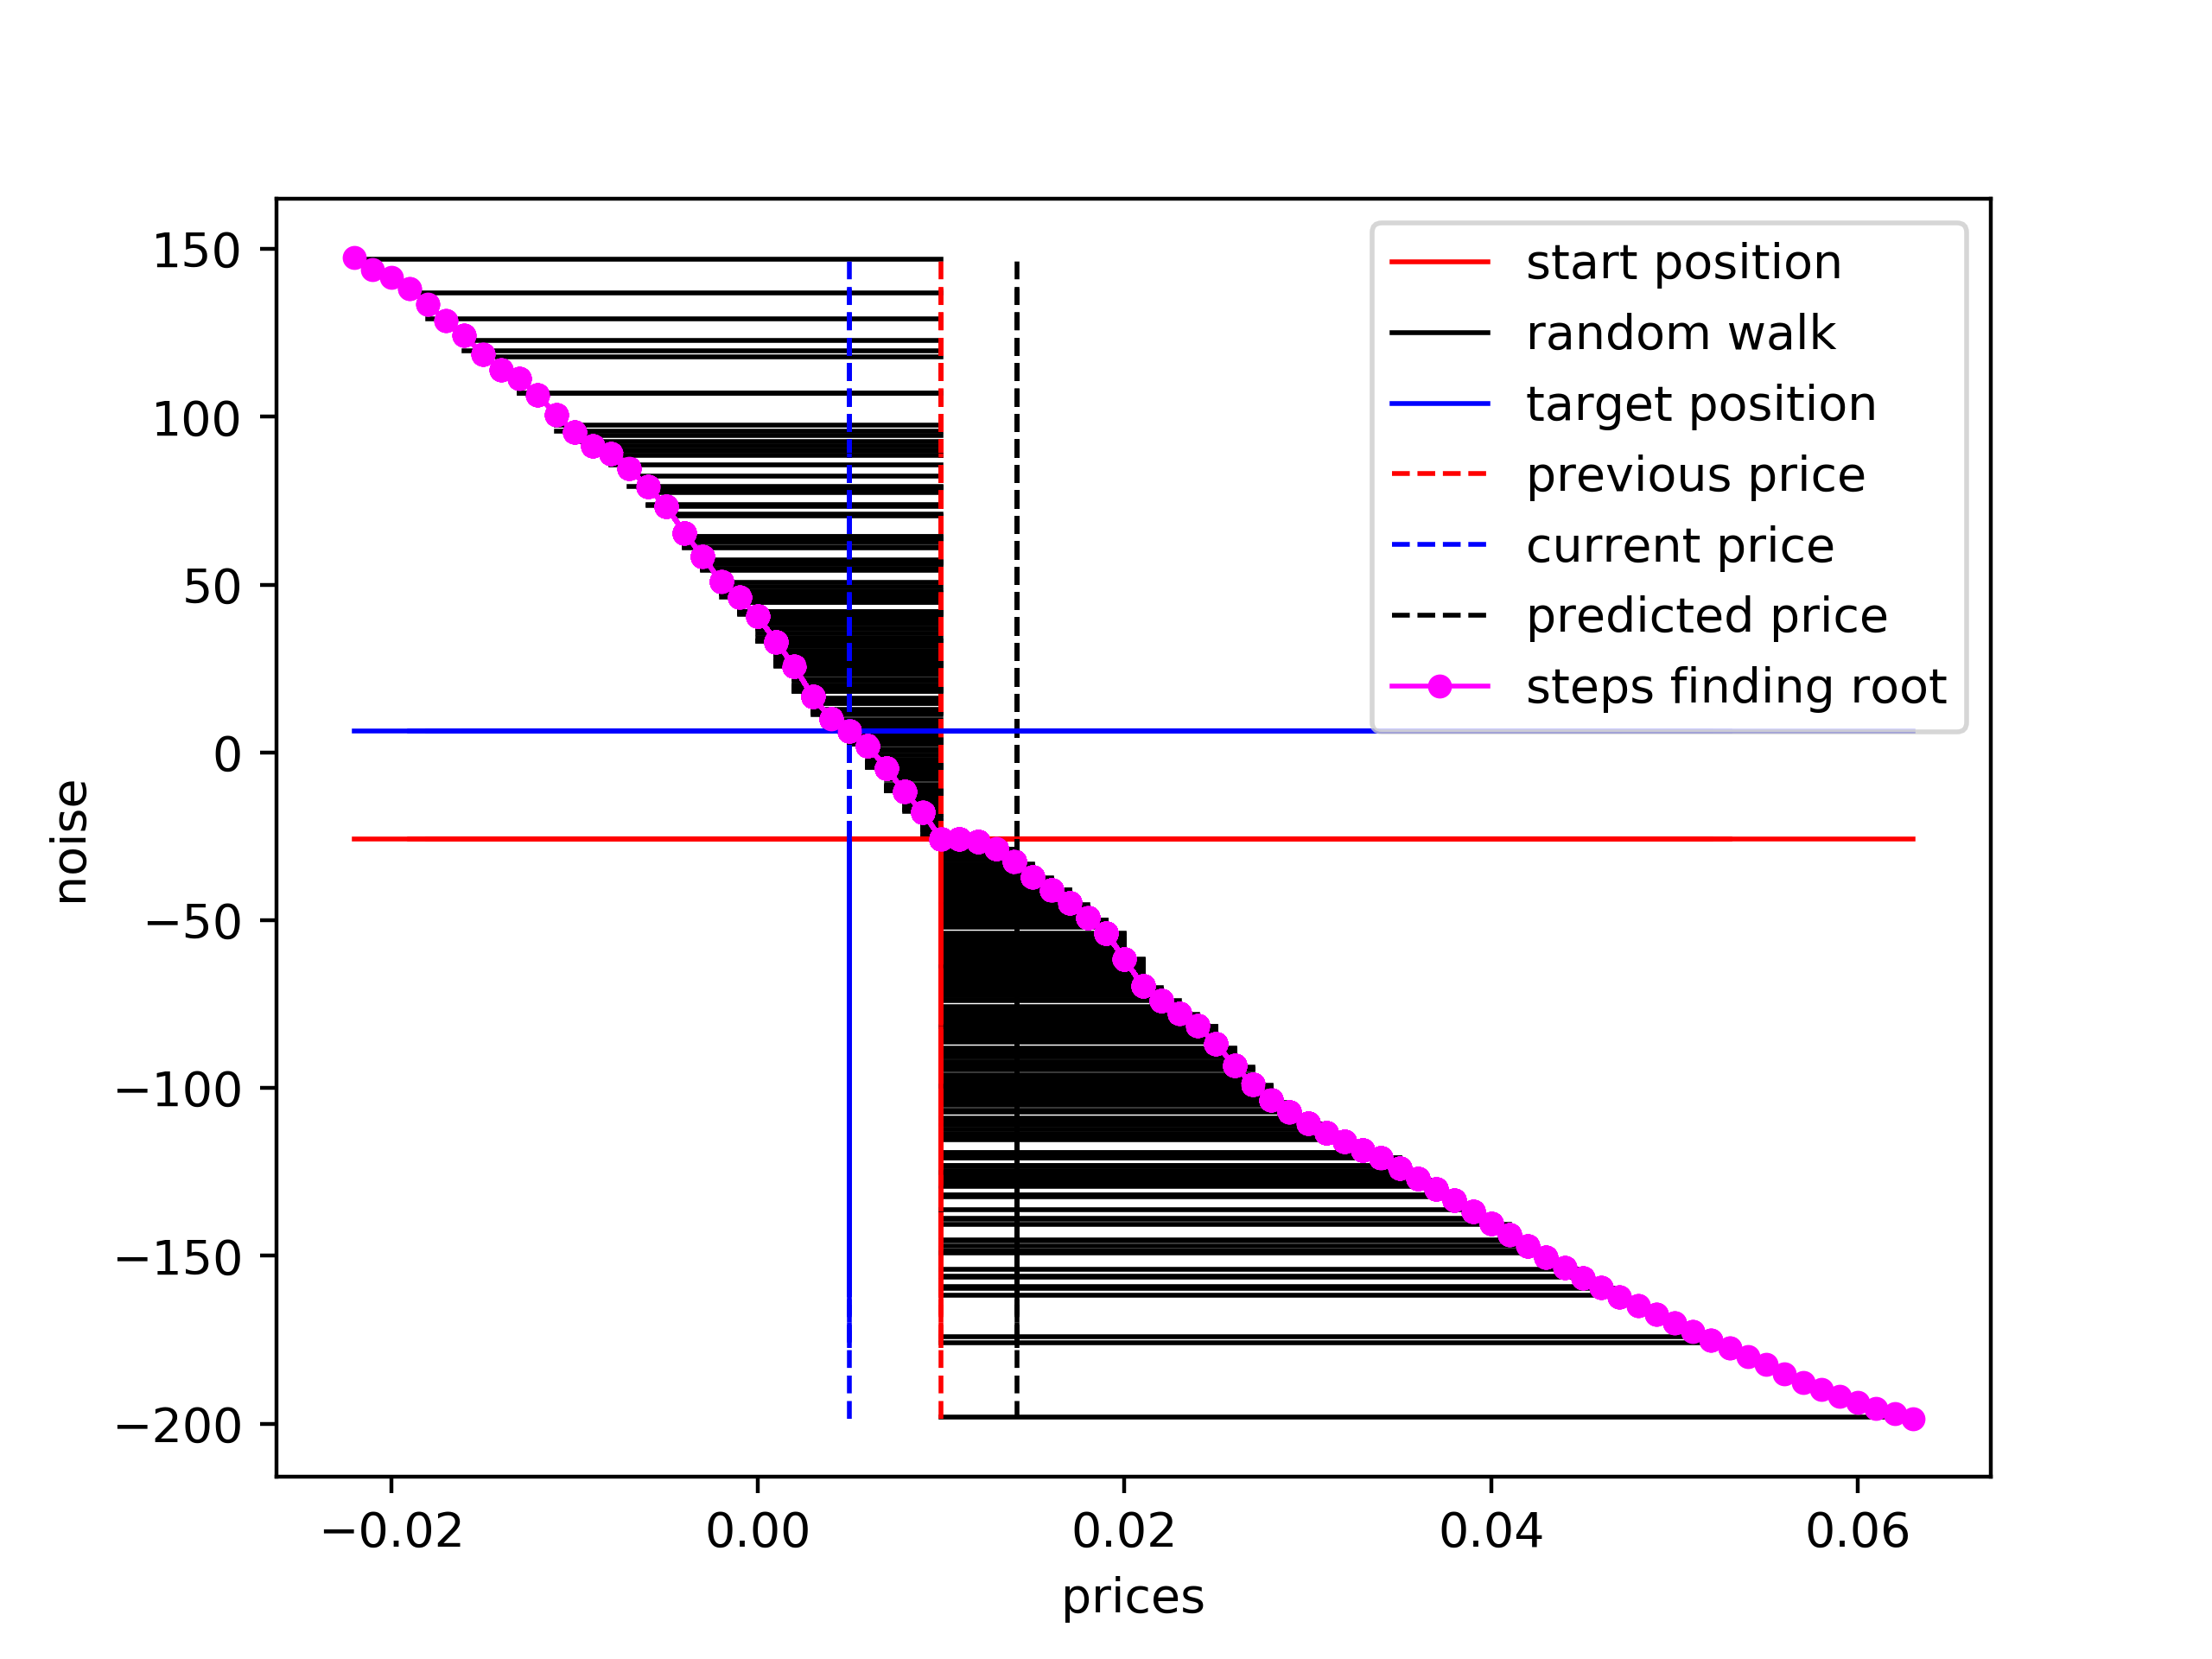 150
100
50
0
−50
−100
−150
−200
noise
−0.02
0.00
0.02
0.04
0.06
prices
start position
random walk
target position
previous price
current price
predicted price
steps finding root